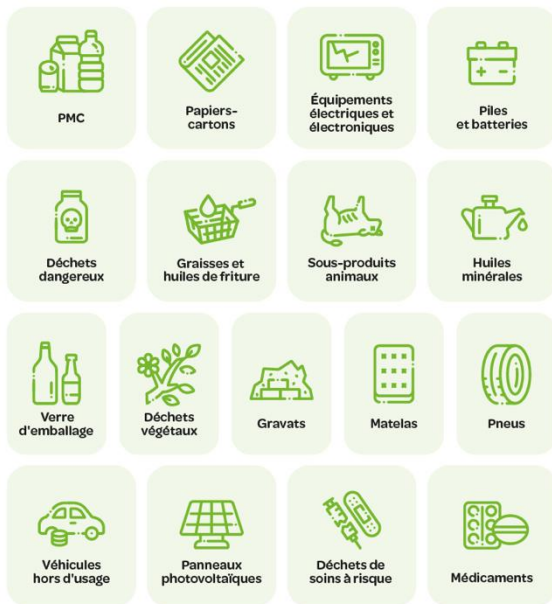 PMC
Papiers-
cartons
Équipements
électriques et
électroniques
Piles
et batteries
Déchets
dangereux
Graisses et
huiles de friture
Sous-produits
animaux
Huiles
minérales
Verre
d'emballage
Déchets
végétaux
Gravats
Matelas
Pneus
Véhicules
hors d'usage
Panneaux
photovoltaïques
Déchets de
soins à risque
Médicaments